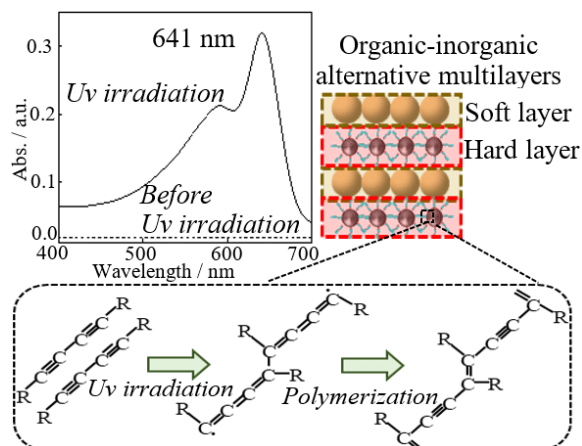 0.3
0.2
0.1
0.0
400
500
600
700
Abs. / a.u.
Wavelength / nm
641 nm
Uv irradiation
Before
Uv irradiation
Organic-inorganic
alternative multilayers
Soft layer
Hard layer
R
R
C
C
C
C
C
C
C
C
R
R
Uv irradiation
C
C
C
C
R
R
C
C
C
C
R
R
Polymerization
R
C
C
C
R
C
R
C
C
C
R
C